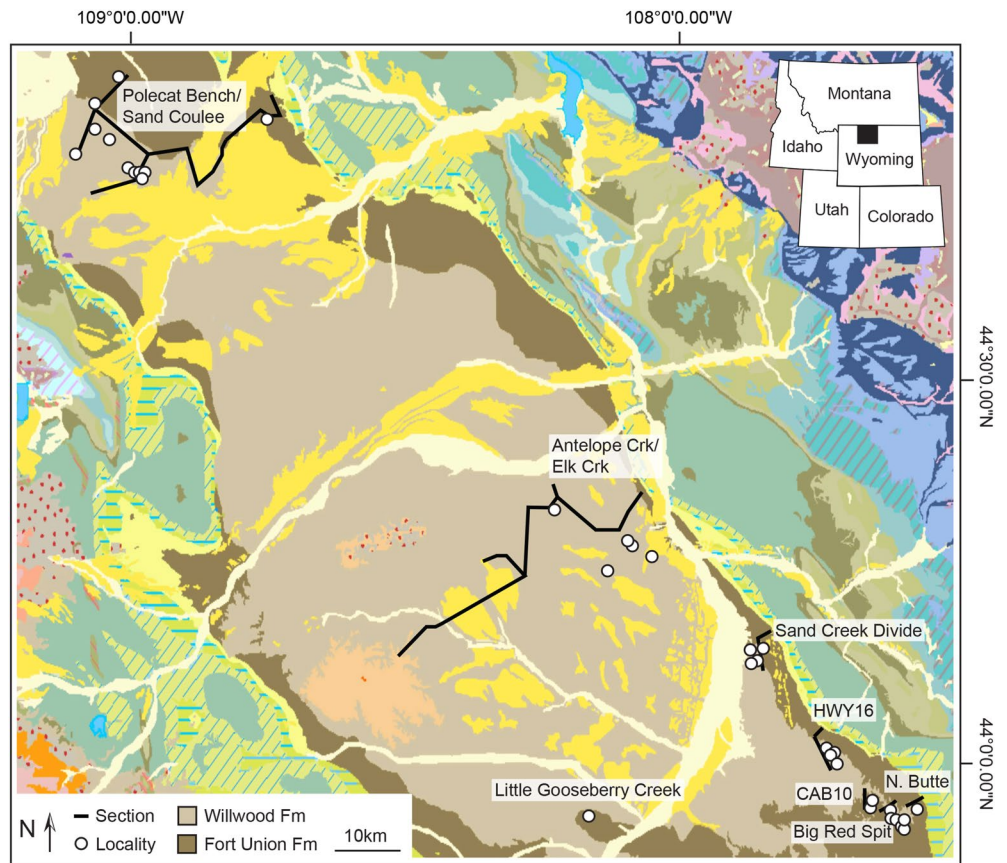 109°0'0.00"W
108°0'0.00"W
Polecat Bench/
Sand Coulee
Montana
Idaho
Wyoming
Utah
Colorado
44°30'0.00"N
Antelope Crk/
Elk Crk
Sand Creek Divide
HWY16
44°0'0.00"N
N. Butte
CAB10
Little Gooseberry Creek
Big Red Spit
N
Section
Willwood Fm
Locality
Fort Union Fm
10km